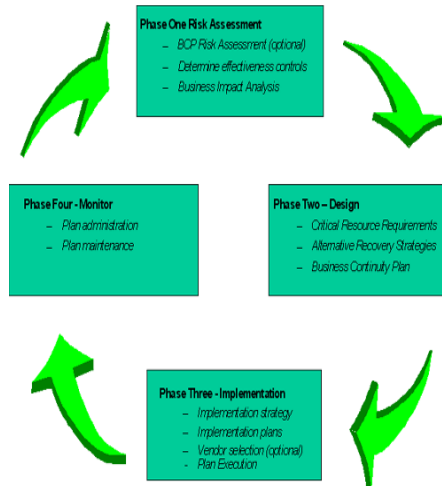 Phase One Risk Assessment
– BCP Risk Assessment (optional)
– Determine effectiveness controls
– Business Impact Analysis
Phase Two – Design
– Critical Resource Requirements
– Alternative Recovery Strategies
– Business Continuity Plan
Phase Three - Implementation
– Implementation strategy
– Implementation plans
– Vendor selection (optional)
– Plan Execution
Phase Four - Monitor
– Plan administration
– Plan maintenance